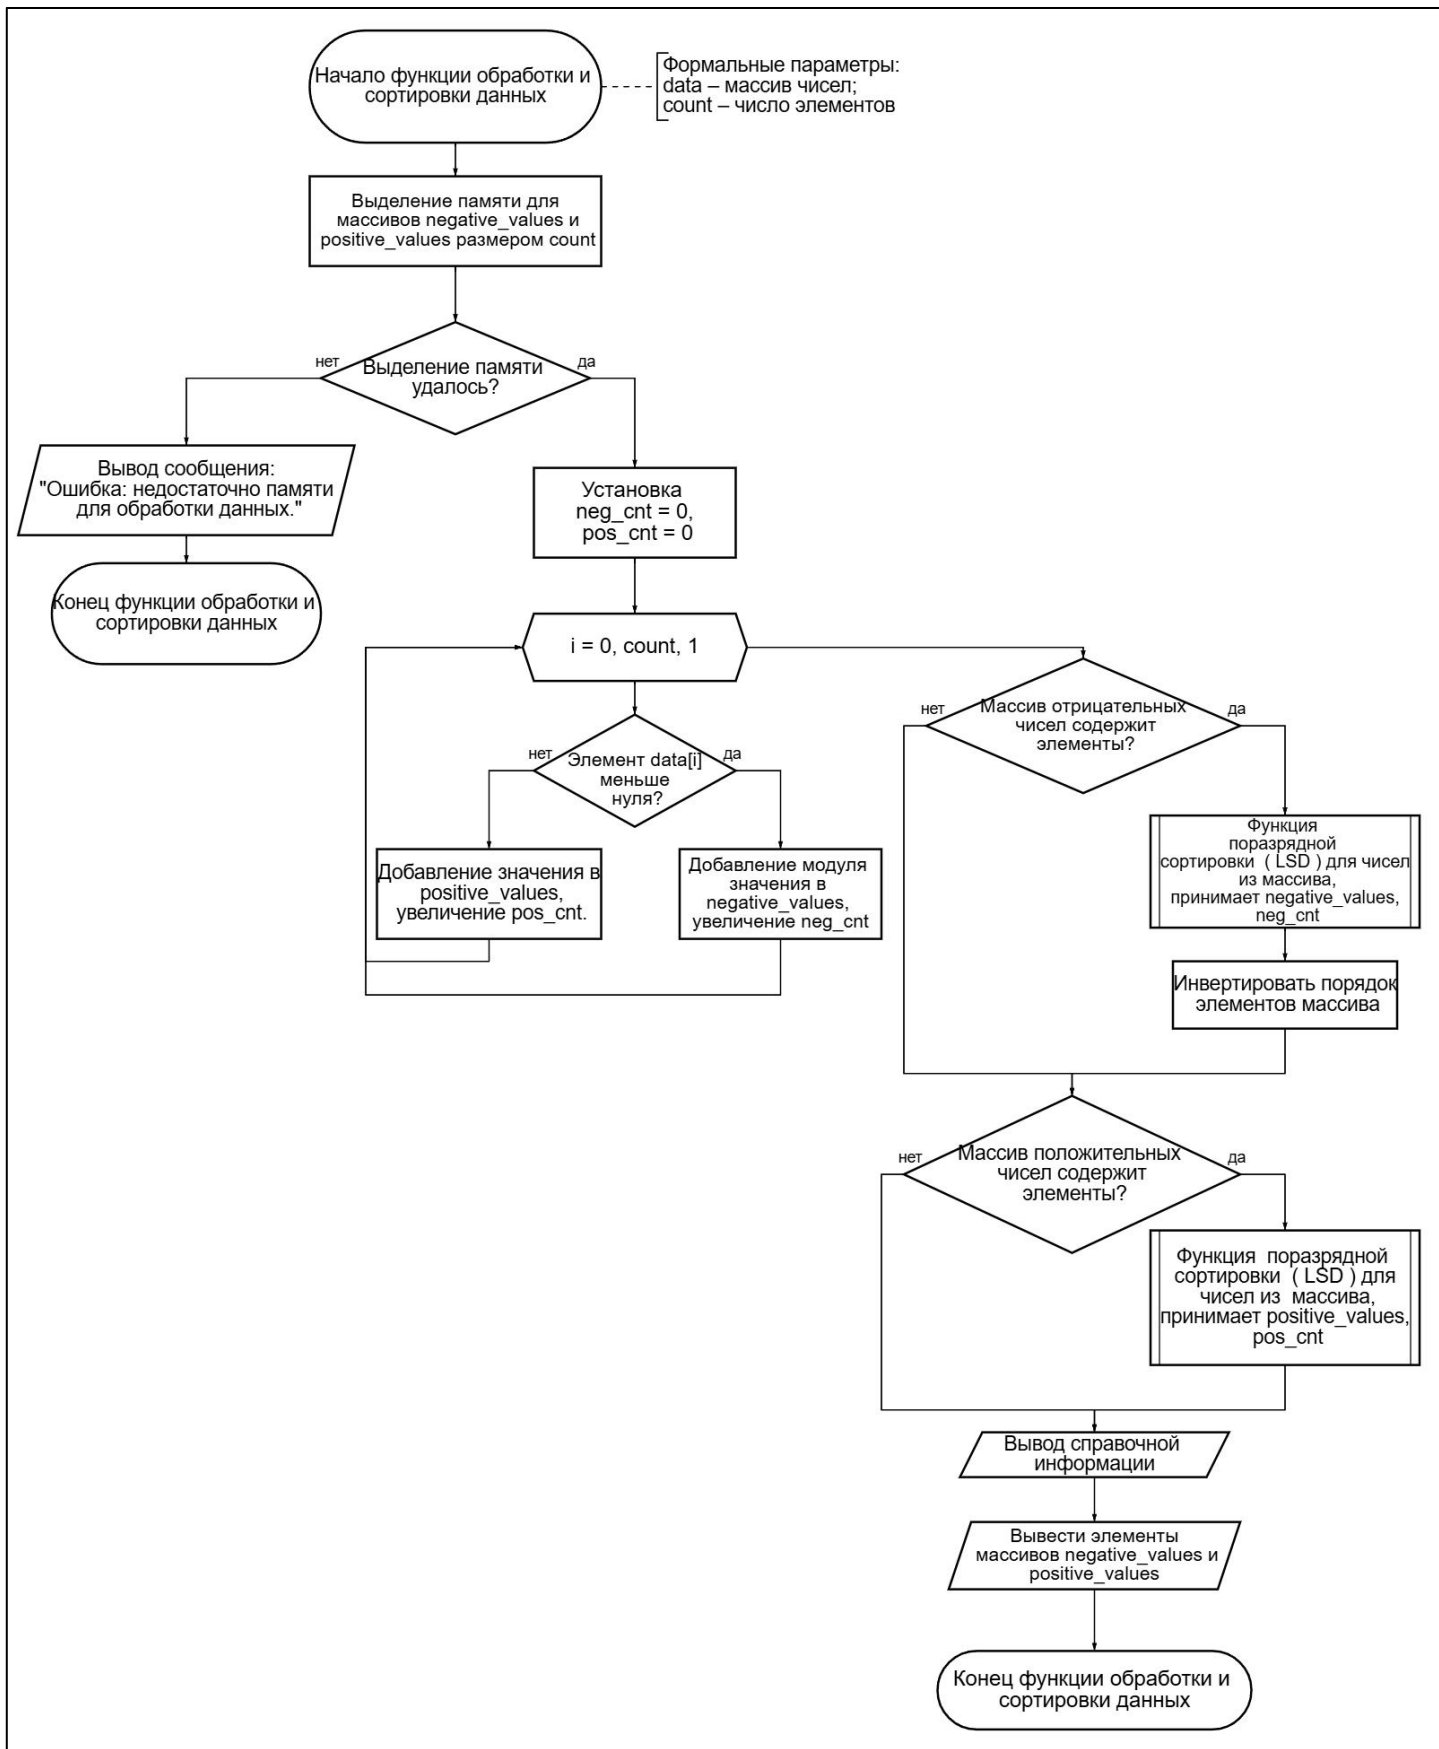 Начало функции обработки и
сортировки данных
Формальные параметры:
data – массив чисел;
count – число элементов
Выделение памяти для
массивов negative_values и
positive_values размером count
Выделение памяти
удалось?
нет
да
Вывод сообщения:
"Ошибка: недостаточно памяти
для обработки данных."
Конец функции обработки и
сортировки данных
Установка
neg_cnt = 0,
pos_cnt = 0
i = 0, count, 1
Элемент data[i]
меньше
нуля?
нет
да
Добавление значения в
positive_values,
увеличение pos_cnt.
Добавление модуля
значения в
negative_values,
увеличение neg_cnt
Массив отрицательных
чисел содержит
элементы?
нет
да
Функция
поразрядной
сортировки ( LSD ) для чисел
из массива,
принимает negative_values,
neg_cnt
Инвертировать порядок
элементов массива
Массив положительных
чисел содержит
элементы?
нет
да
Функция поразрядной
сортировки ( LSD ) для
чисел из массива,
принимает positive_values,
pos_cnt
Вывод справочной
информации
Вывести элементы
массивов negative_values и
positive_values
Конец функции обработки и
сортировки данных